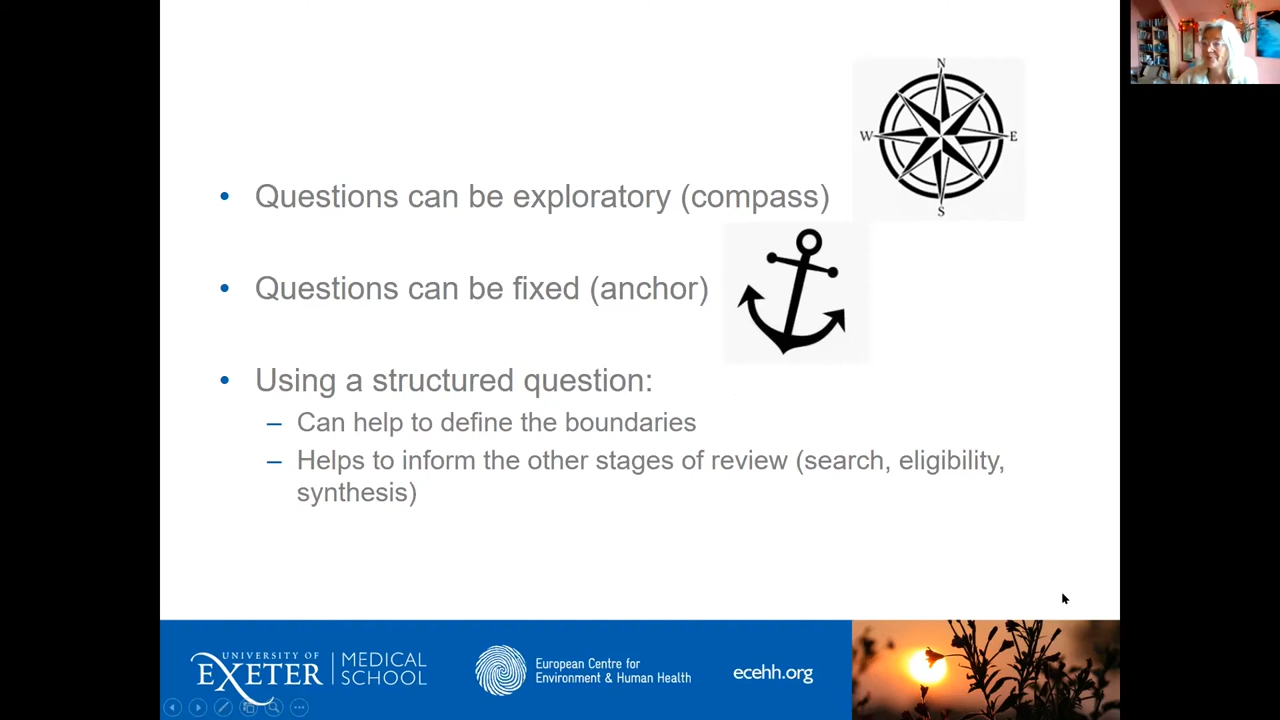 N
W
E
S
• Questions can be exploratory (compass)
• Questions can be fixed (anchor)
• Using a structured question:
– Can help to define the boundaries
– Helps to inform the other stages of review (search, eligibility,
synthesis)
UNIVERSITY OF
EXETER
MEDICAL
SCHOOL
European Centre for
Environment & Human Health
ecehh.org